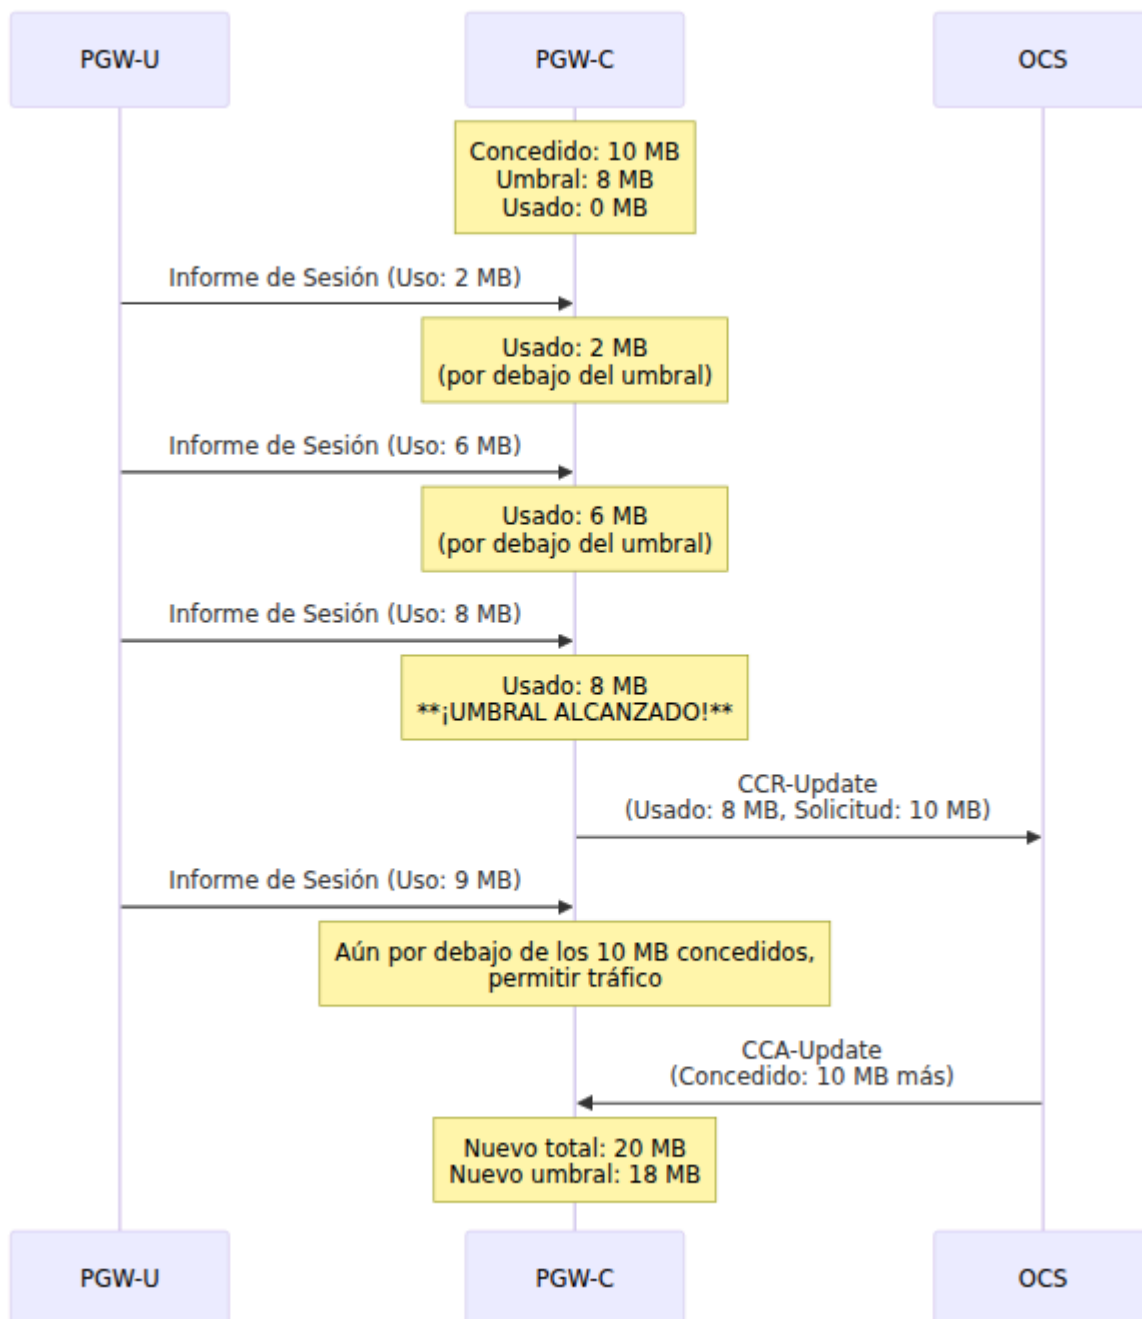 PGW-U
PGW-C
OCS
Concedido: 10 MB
Umbral: 8 MB
Usado: 0 MB
Informe de Sesión (Uso: 2 MB)
Usado: 2 MB
(por debajo del umbral)
Informe de Sesión (Uso: 6 MB)
Usado: 6 MB
(por debajo del umbral)
Informe de Sesión (Uso: 8 MB)
Usado: 8 MB
**¡UMBRAL ALCANZADO!**
CCR-Update
(Usado: 8 MB, Solicitud: 10 MB)
Informe de Sesión (Uso: 9 MB)
Aún por debajo de los 10 MB concedidos,
permitir tráfico
CCA-Update
(Concedido: 10 MB más)
Nuevo total: 20 MB
Nuevo umbral: 18 MB
PGW-U
PGW-C
OCS